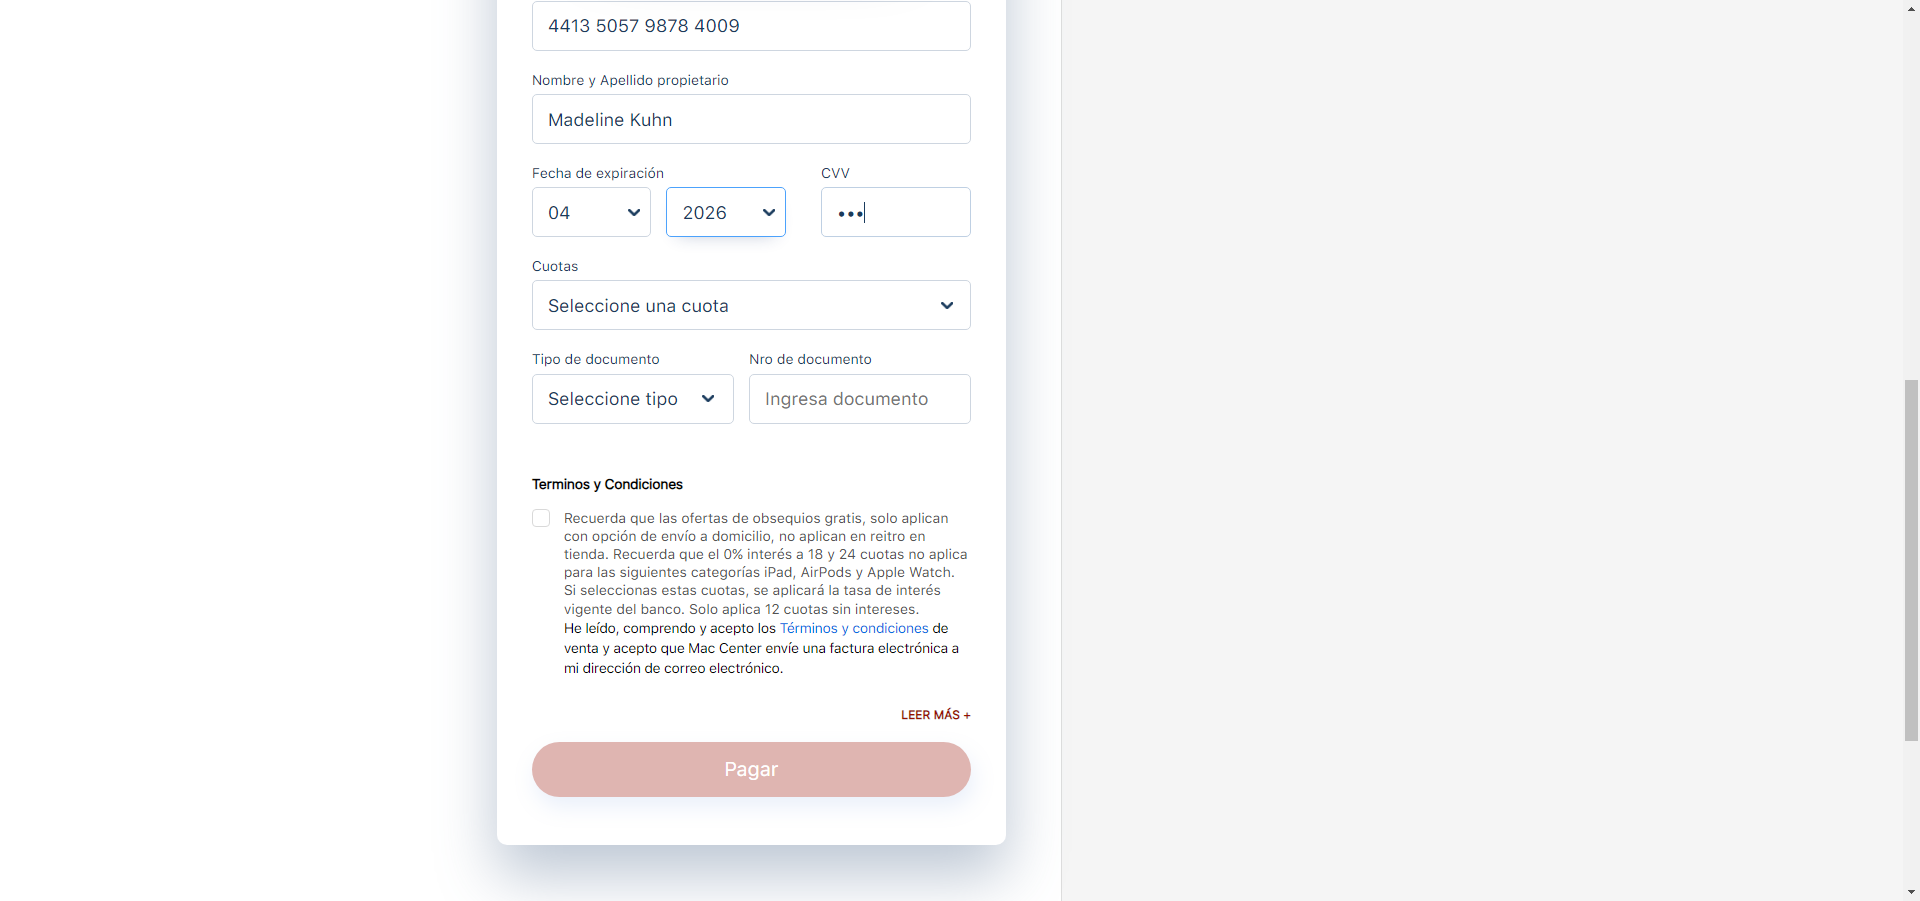 4413 5057 9878 4009
Nombre y Apellido propietario
Madeline Kuhn
Fecha de expiración
CVV
04
2026
•••
Cuotas
Seleccione una cuota
Tipo de documento
Nro de documento
Seleccione tipo
Ingresa documento
Terminos y Condiciones
Recuerda que las ofertas de obsequios gratis, solo aplican
con opción de envío a domicilio, no aplican en reitro en
tienda. Recuerda que el 0% interés a 18 y 24 cuotas no aplica
para las siguientes categorías iPad, AirPods y Apple Watch.
Si seleccionas estas cuotas, se aplicará la tasa de interés
vigente del banco. Solo aplica 12 cuotas sin intereses.
He leído, comprendo y acepto los Términos y condiciones de
venta y acepto que Mac Center envíe una factura electrónica a
mi dirección de correo electrónico.
LEER MÁS +
Pagar